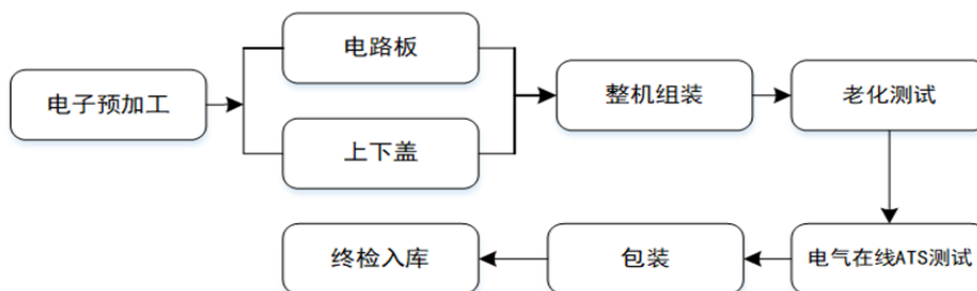 电子预加工
电路板
上下盖
整机组装
老化测试
电气在线ATS测试
包装
终检入库